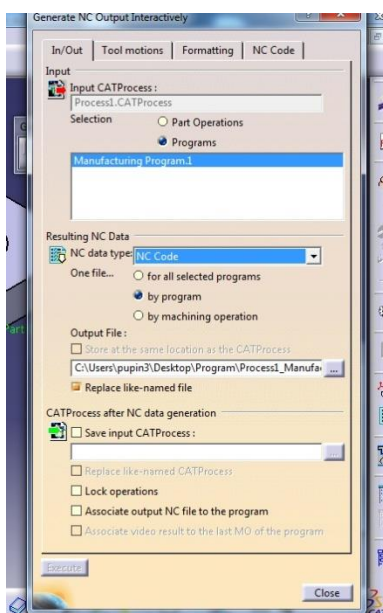 Generate NC Output Interactively
In/Out Tool motions Formatting NC Code
Input
Input CATProcess :
Process1.CATProcess
Selection Part Operations
Programs
Manufacturing Program.1
Resulting NC Data
NC data type: NC Code
One file... for all selected programs
by program
by machining operation
Output File :
Store at the same location as the CATProcess
C:\Users\pupin3\Desktop\Program\Process1_Manufa ...
Replace like-named file
CATProcess after NC data generation
Save input CATProcess :
...
Replace like-named CATProcess
Lock operations
Associate output NC file to the program
Associate video result to the last MO of the program
Execute
Close